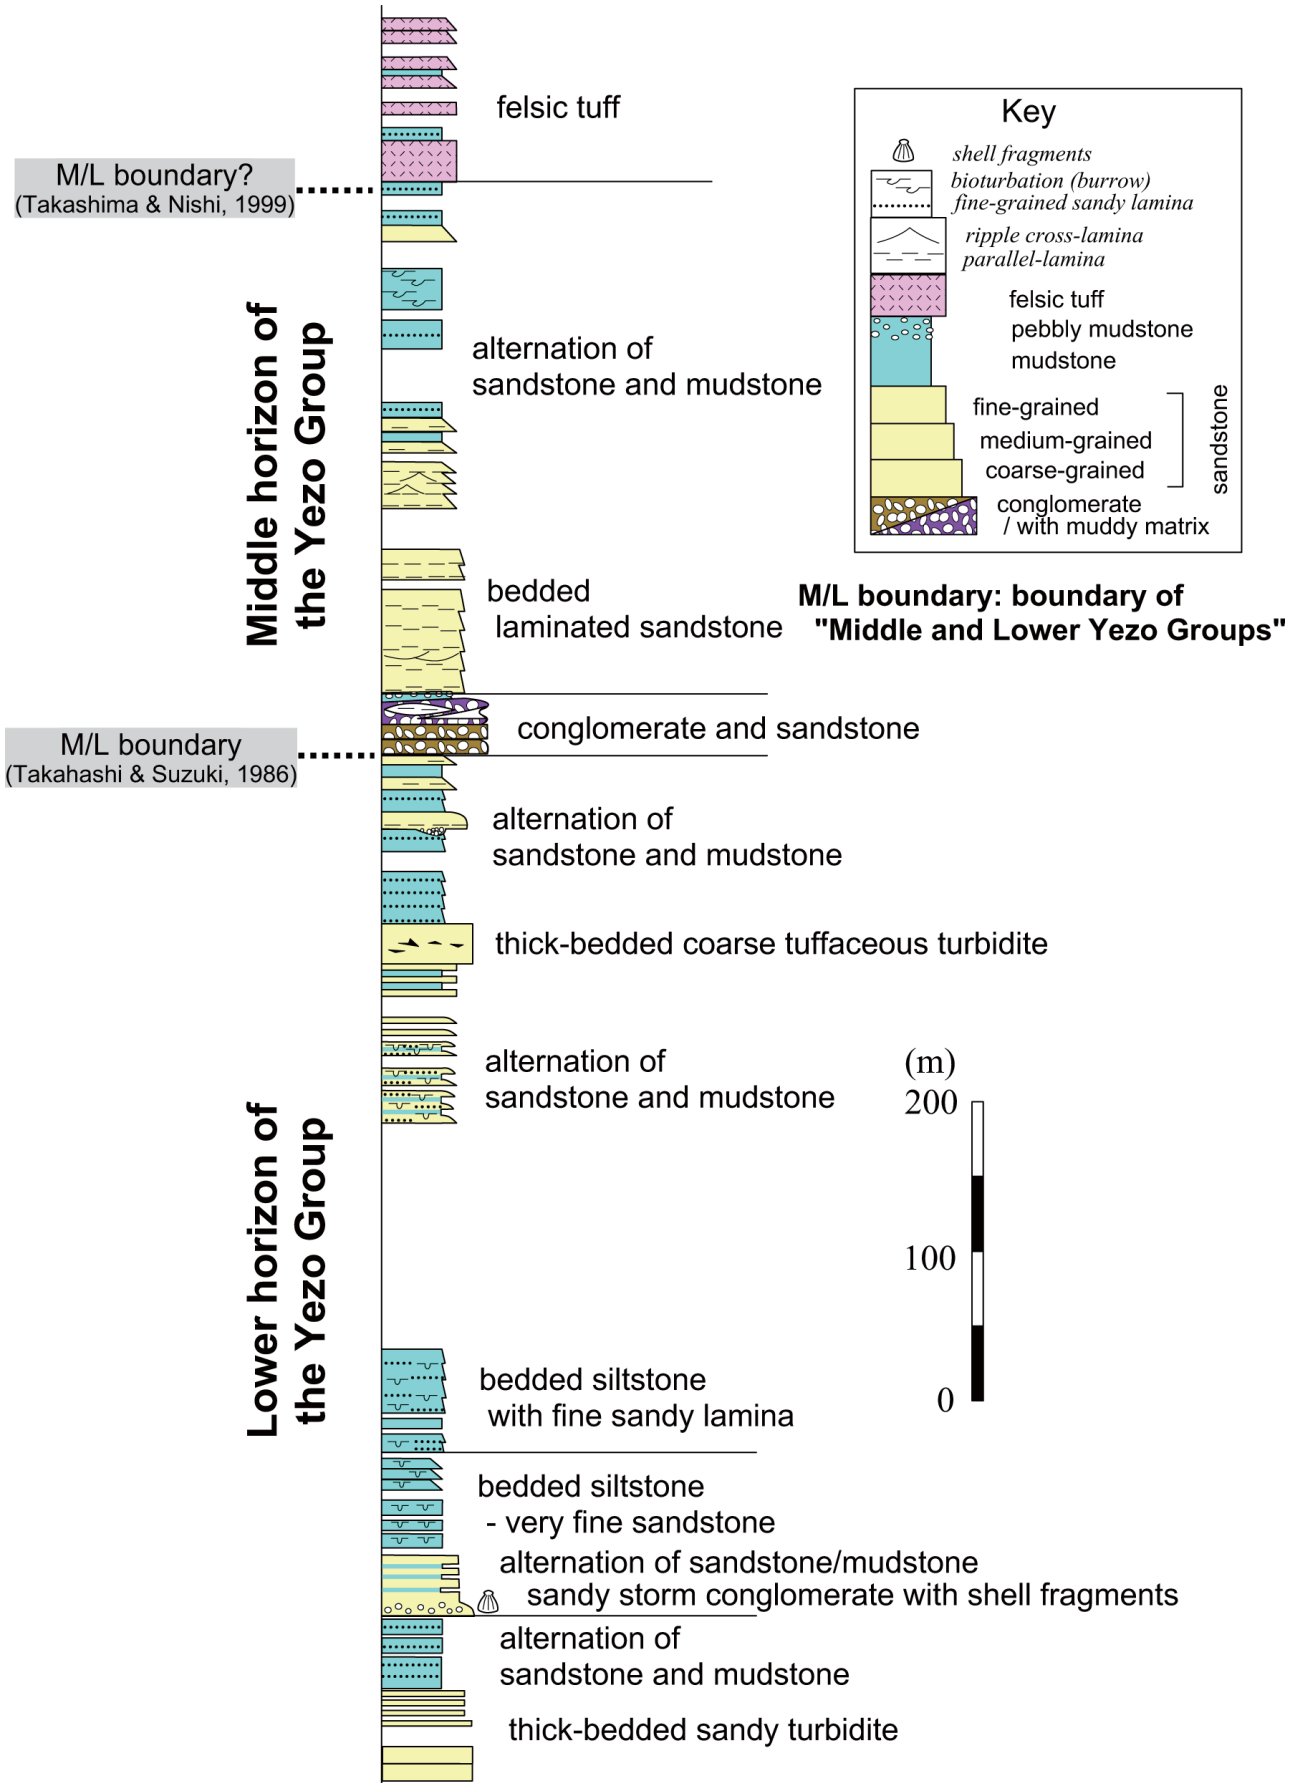 felsic tuff
M/L boundary?
(Takashima & Nishi, 1999)
Middle horizon of
the Yezo Group
alternation of
sandstone and mudstone
bedded
laminated sandstone
conglomerate and sandstone
M/L boundary
(Takahashi & Suzuki, 1986)
alternation of
sandstone and mudstone
thick-bedded coarse tuffaceous turbidite
alternation of
sandstone and mudstone
Lower horizon of
the Yezo Group
bedded siltstone
with fine sandy lamina
bedded siltstone
- very fine sandstone
alternation of sandstone/mudstone
sandy storm conglomerate with shell fragments
alternation of
sandstone and mudstone
thick-bedded sandy turbidite
Key
shell fragments
bioturbation (burrow)
fine-grained sandy lamina
ripple cross-lamina
parallel-lamina
felsic tuff
pebbly mudstone
mudstone
fine-grained
medium-grained
coarse-grained
sandstone
conglomerate
/ with muddy matrix
M/L boundary: boundary of
"Middle and Lower Yezo Groups"
(m)
200
100
0